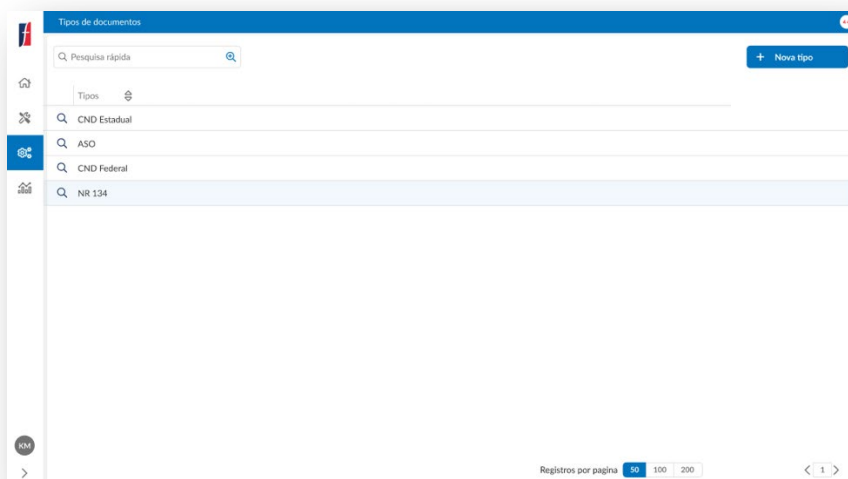 Tipos de documentos
Pesquisa rápida
+ Nova tipo
Tipos
CND Estadual
ASO
CND Federal
NR 134
KM
Registros por pagina 50 100 200
< 1 >